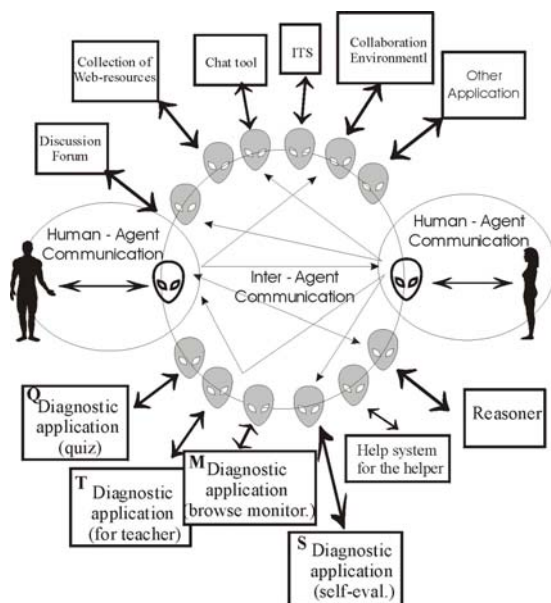 Collection of
Web-resources
Chat tool
ITS
Collaboration
Environmentl
Other
Application
Discussion
Forum
Human - Agent
Communication
Human - Agent
Communication
Inter - Agent
Communication
Q
Diagnostic
application
(quiz)
T
Diagnostic
application
(for teacher)
M
Diagnostic
application
(browse monitor.)
S
Diagnostic
application
(self-eval.)
Help system
for the helper
Reasoner